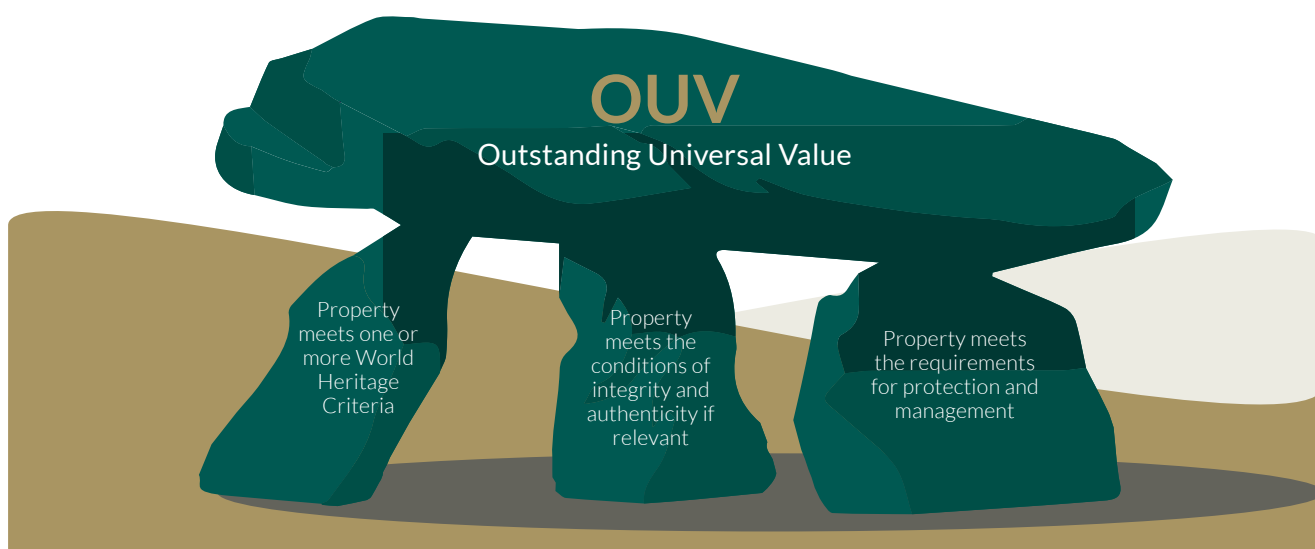 OUV
Outstanding Universal Value
Property
meets one or
more World
Heritage
Criteria
Property
meets the
conditions of
integrity and
authenticity if
relevant
Property meets
the requirements
for protection and
management